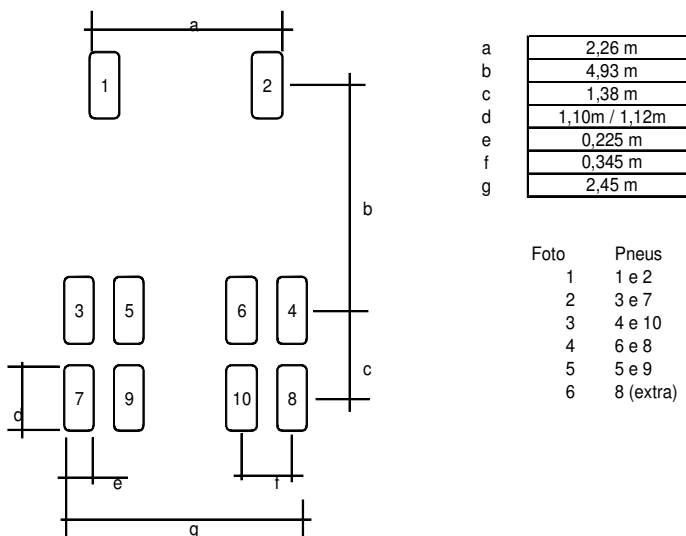 a
1 2
b
3 5 6 4
c
7 9 10 8
d
e f
g
a 2,26 m
b 4,93 m
c 1,38 m
d 1,10m / 1,12m
e 0,225 m
f 0,345 m
g 2,45 m
Foto Pneus
1 1 e 2
2 3 e 7
3 4 e 10
4 6 e 8
5 5 e 9
6 8 (extra)